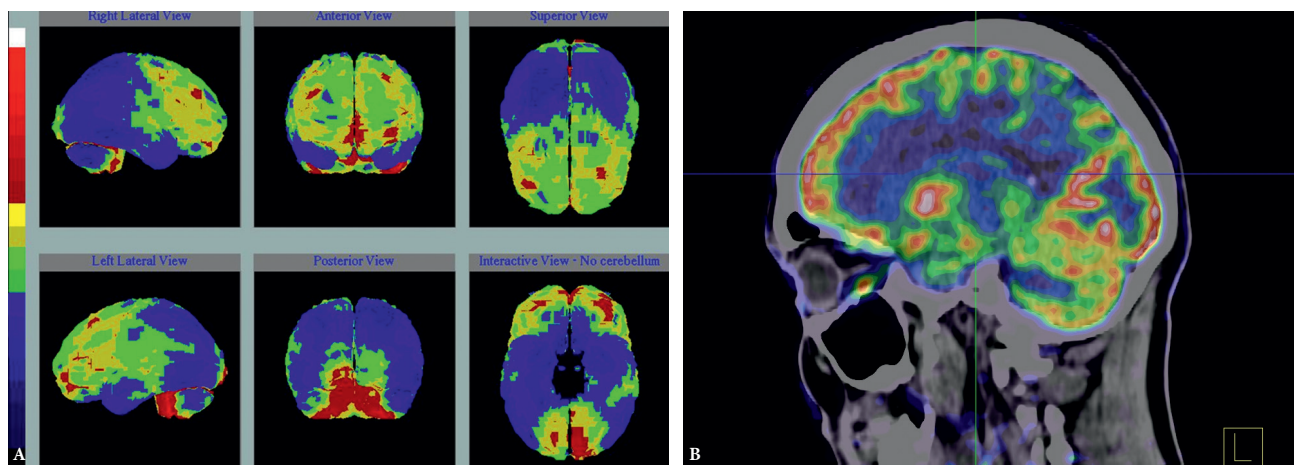 Right Lateral View
Anterior View
Superior View
Left Lateral View
Posterior View
Interactive View - No cerebellum
A
B
L